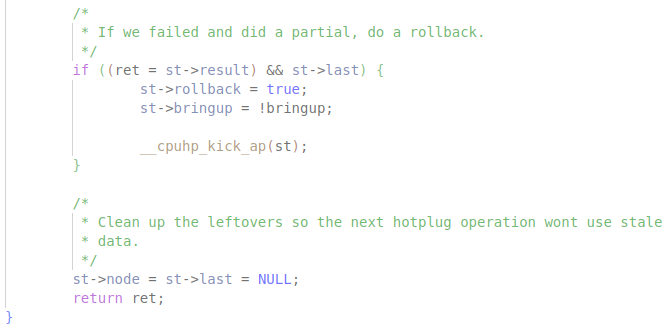 /*
 * If we failed and did a partial, do a rollback.
 */
if ((ret = st->result) && st->last) {
st->rollback = true;
st->bringup = !bringup;
__cpuhp_kick_ap(st);
}
/*
 * Clean up the leftovers so the next hotplug operation wont use stale
 * data.
 */
st->node = st->last = NULL;
return ret;
}